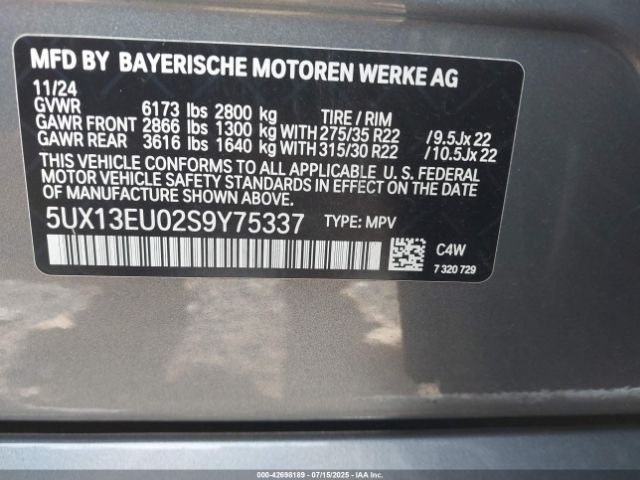 MFD BY BAYERISCHE MOTOREN WERKE AG
11/24
GVWR 6173 lbs 2800 kg TIRE / RIM
GAWR FRONT 2866 lbs 1300 kg WITH 275/35 R22 /9.5Jx 22
GAWR REAR 3616 lbs 1640 kg WITH 315/30 R22 /10.5Jx 22
THIS VEHICLE CONFORMS TO ALL APPLICABLE U. S. FEDERAL
MOTOR VEHICLE SAFETY STANDARDS IN EFFECT ON THE DATE
OF MANUFACTURE SHOWN ABOVE.
5UX13EU02S9Y75337 TYPE: MPV
C4W
7 320 729
000-42698189 - 07/15/2025 - IAAI.COM